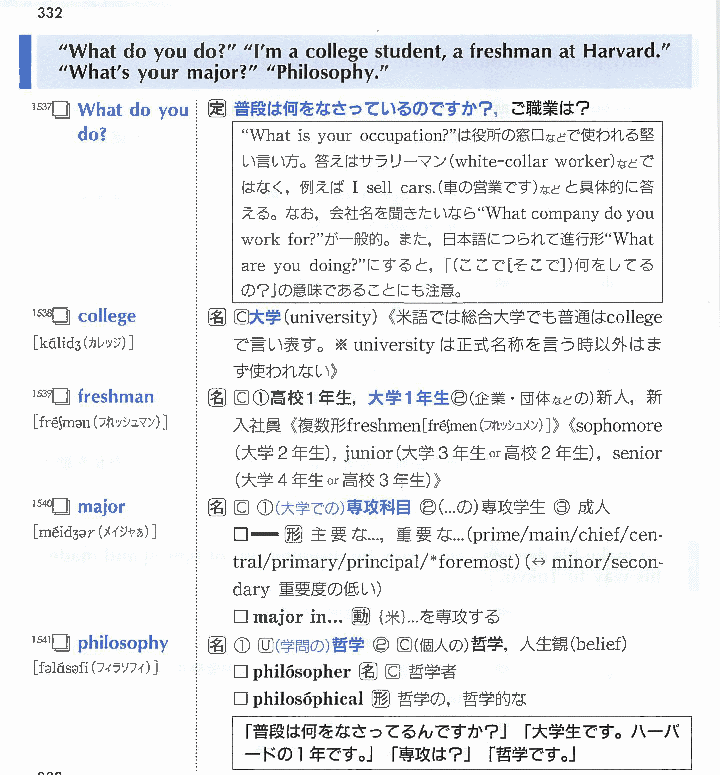 332
“What do you do?” “I'm a college student, a freshman at Harvard.”
“What's your major?” “Philosophy.”
1537 What do you do?
定 普段は何をなさっているのですか?, ご職業は?
“What is your occupation?”は役所の窓口などで使われる堅
い言い方。答えはサラリーマン(white-collar worker)などで
はなく，例えば I sell cars.(車の営業です)などと具体的に答
える。なお，会社名を聞きたいなら“What company do you
work for?”が一般的。また，日本語につられて進行形“What
are you doing?”にすると，「(ここで[そこで])何をしてる
の?」の意味であることにも注意。
1538 college
[kɑ́lidʒ(カレッヂ)]
名 C大学(university)《米語では総合大学でも普通はcollege
で言い表す。※ universityは正式名称を言う時以外はま
ず使われない》
1537 freshman
[fréʃmən(フレッシュマン)]
名 C ①高校1年生，大学1年生②(企業・団体などの)新人，新
入社員《複数形freshmen[fréʃmen(フレッシュメン)]》《sophomore
(大学2年生), junior(大学3年生or高校2年生), senior
(大学4年生or高校3年生)》
1540 major
[méidʒər(メイジャぁ)]
名 C ①(大学での)専攻科目 ②(...の)専攻学生 ③ 成人
□━ 形 主要な...，重要な...(prime/main/chief/cen-
tral/primary/principal/*foremost)(↔ minor/secon-
dary 重要度の低い)
□ major in... 動 {米}...を専攻する
1541 philosophy
[fəlɑ́səfi(フィラソフィ)]
名 ① U(学問の)哲学 ② C(個人の)哲学，人生観(belief)
□ philósopher 名 C 哲学者
□ philosóphical 形 哲学の，哲学的な
「普段は何をなさってるんですか?」「大学生です。ハーバ
ードの1年です。」「専攻は?」「哲学です。」